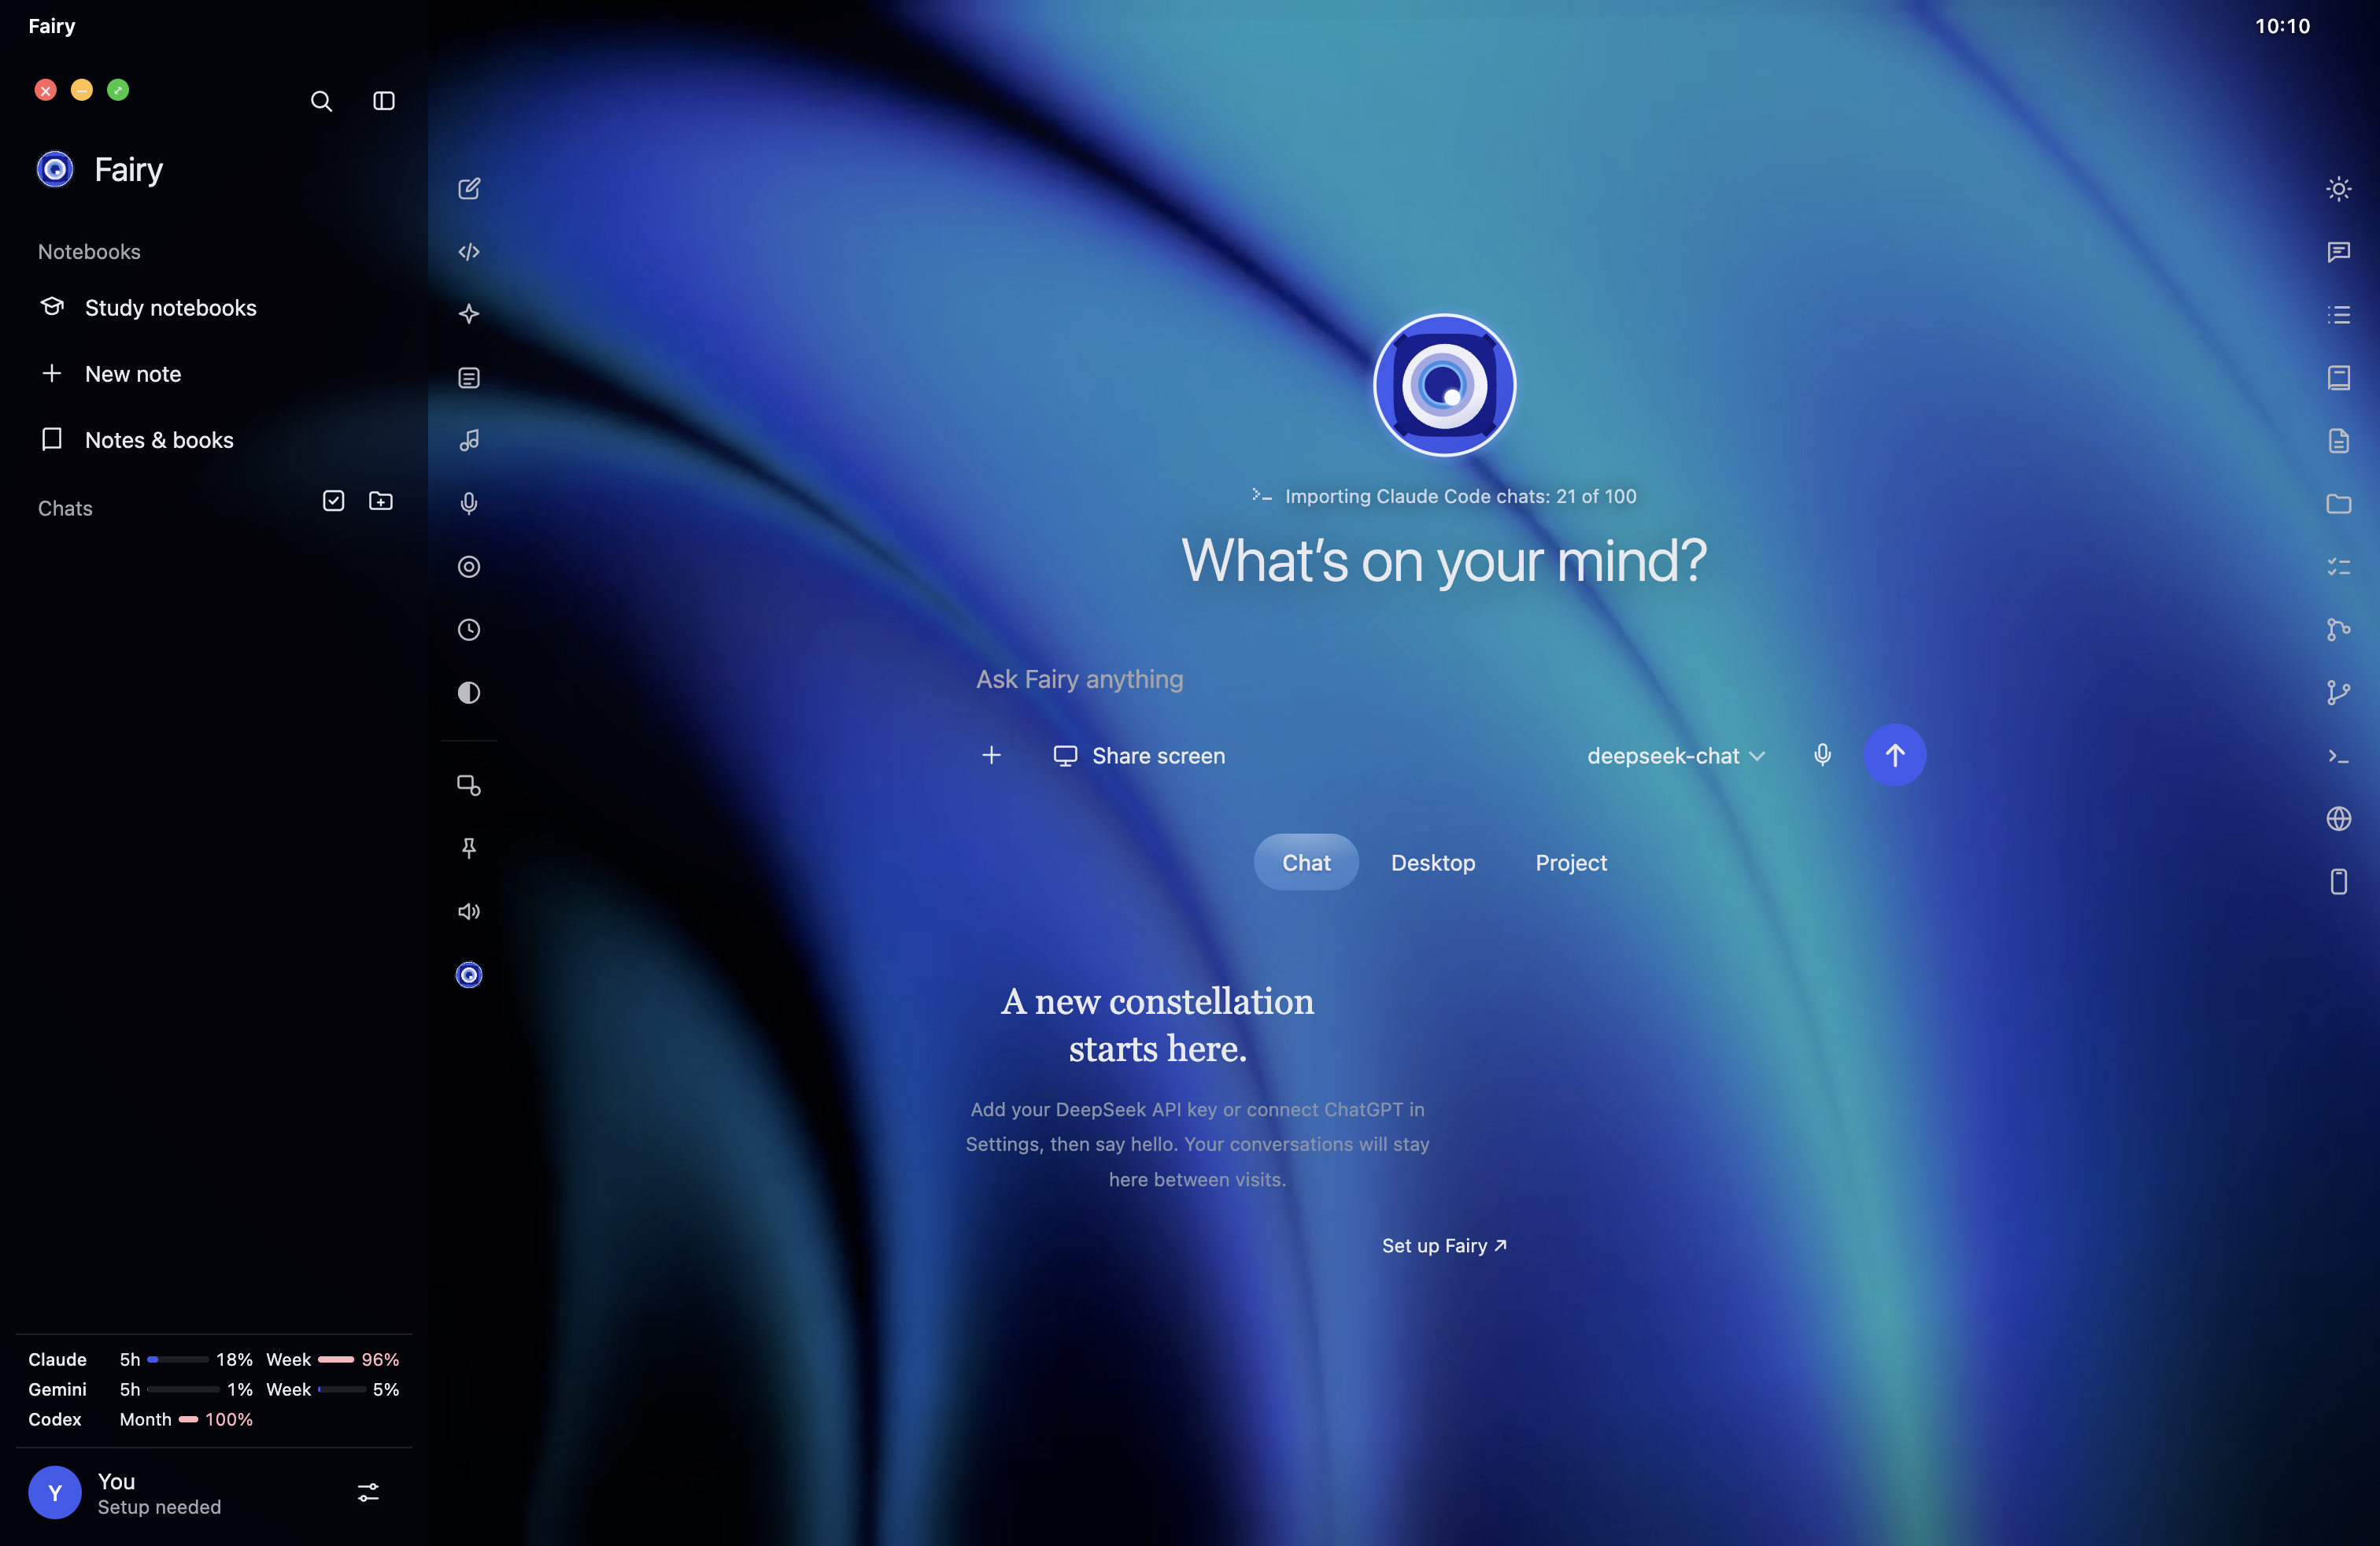 Fairy
10:10
Fairy
Notebooks
Study notebooks
New note
Notes & books
Chats
Importing Claude Code chats: 21 of 100
What’s on your mind?
Ask Fairy anything
Share screen
deepseek-chat
Chat
Desktop
Project
A new constellation
starts here.
Add your DeepSeek API key or connect ChatGPT in
Settings, then say hello. Your conversations will stay
here between visits.
Set up Fairy
Claude 5h 18% Week 96%
Gemini 5h 1% Week 5%
Codex Month 100%
Y
You
Setup needed